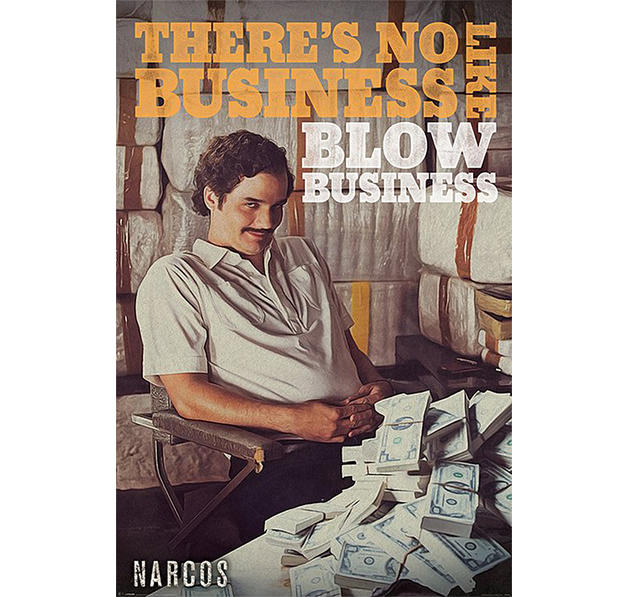 THERE'S NO
LIKE
BUSINESS
BLOW
BUSINESS
NARCOS